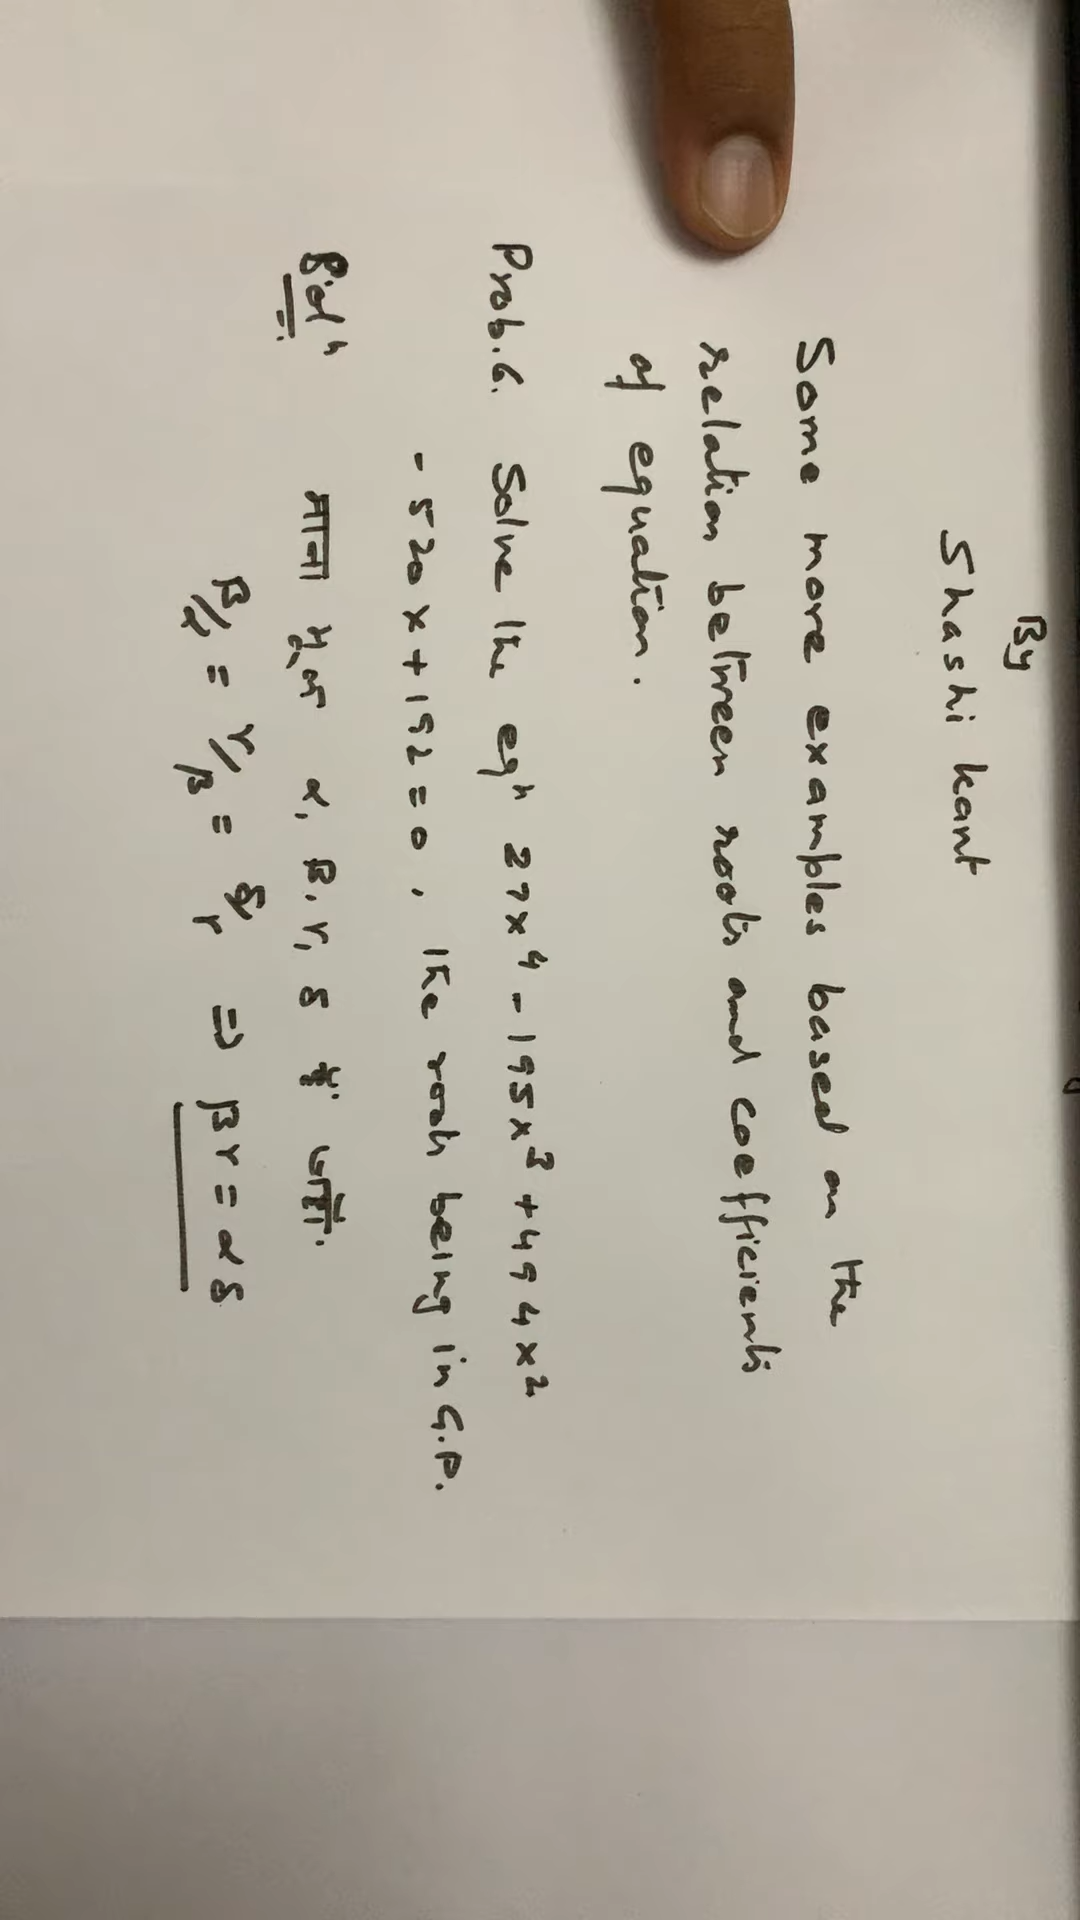 By
Shashi kant
Some more examples based on the
relation between roots and coefficients
of equation.
Prob.6. Solve the eqⁿ 27x⁴ - 195x³ + 494x²
- 520x + 192 = 0, the roots being in G.P.
Solⁿ माना मूल α, β, γ, δ हैं जहाँ
β/α = γ/β = δ/γ ⇒ βγ = αδ